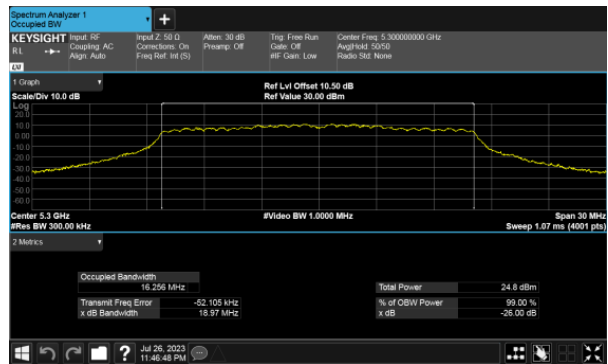 Spectrum Analyzer 1
Occupied BW
KEYSIGHT Input: RF Input Z: 50 Ω Atten: 30 dB Trig: Free Run Center Freq: 5.300000000 GHz
R L Coupling: AC Corrections: On Preamp: Off Gate: Off Avg|Hold: 50/50
Align: Auto Freq Ref: Int (S) #IF Gain: Low Radio Std: None
LXI
1 Graph Ref Lvl Offset 10.50 dB
Scale/Div 10.0 dB Ref Value 30.00 dBm
Log
20.0
10.0
0.00
-10.0
-20.0
-30.0
-40.0
-50.0
-60.0
Center 5.3 GHz #Video BW 1.0000 MHz Span 30 MHz
#Res BW 300.00 kHz Sweep 1.07 ms (4001 pts)
2 Metrics
Occupied Bandwidth
16.256 MHz Total Power 24.8 dBm
Transmit Freq Error -52.105 kHz % of OBW Power 99.00 %
x dB Bandwidth 18.97 MHz x dB -26.00 dB
? Jul 26, 2023
11:46:48 PM